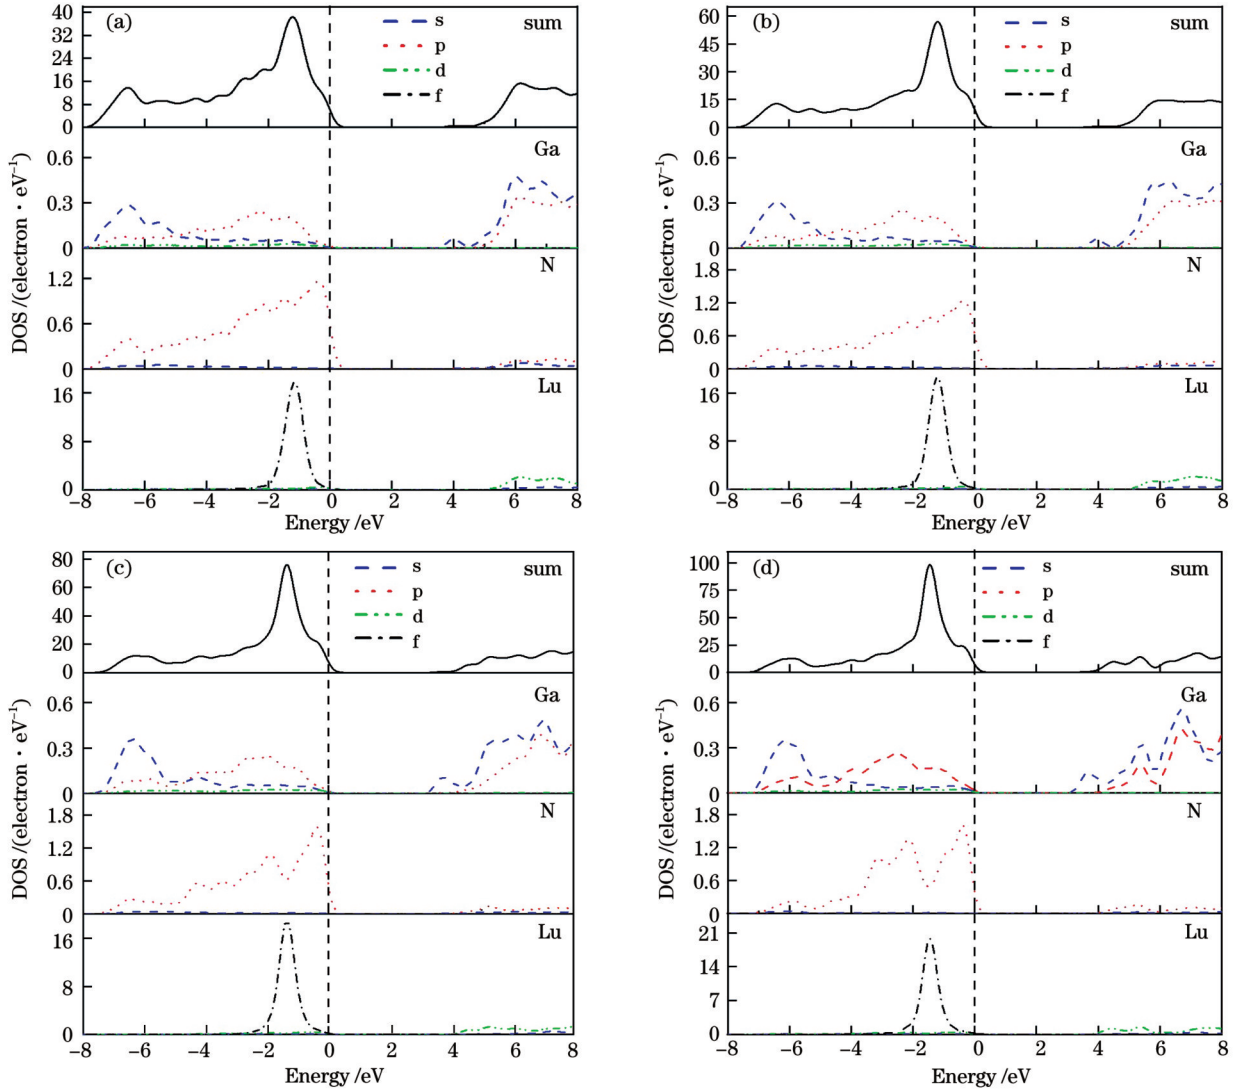 (a)
s
p
d
f
sum
40
32
24
16
8
0
Ga
0.6
0.3
0
N
1.2
0.6
0
Lu
16
8
0
−8 −6 −4 −2 0 2 4 6 8
Energy /eV
DOS /(electron · eV⁻¹)
(b)
s
p
d
f
sum
60
45
30
15
0
Ga
0.6
0.3
0
N
1.8
1.2
0.6
0
Lu
16
8
0
−8 −6 −4 −2 0 2 4 6 8
Energy /eV
DOS /(electron · eV⁻¹)
(c)
s
p
d
f
sum
80
60
40
20
0
Ga
0.6
0.3
0
N
1.8
1.2
0.6
0
Lu
16
8
0
−8 −6 −4 −2 0 2 4 6 8
Energy /eV
DOS /(electron · eV⁻¹)
(d)
s
p
d
f
sum
100
75
50
25
0
Ga
0.6
0.3
0
N
1.8
1.2
0.6
0
Lu
21
14
7
0
−8 −6 −4 −2 0 2 4 6 8
Energy /eV
DOS /(electron · eV⁻¹)